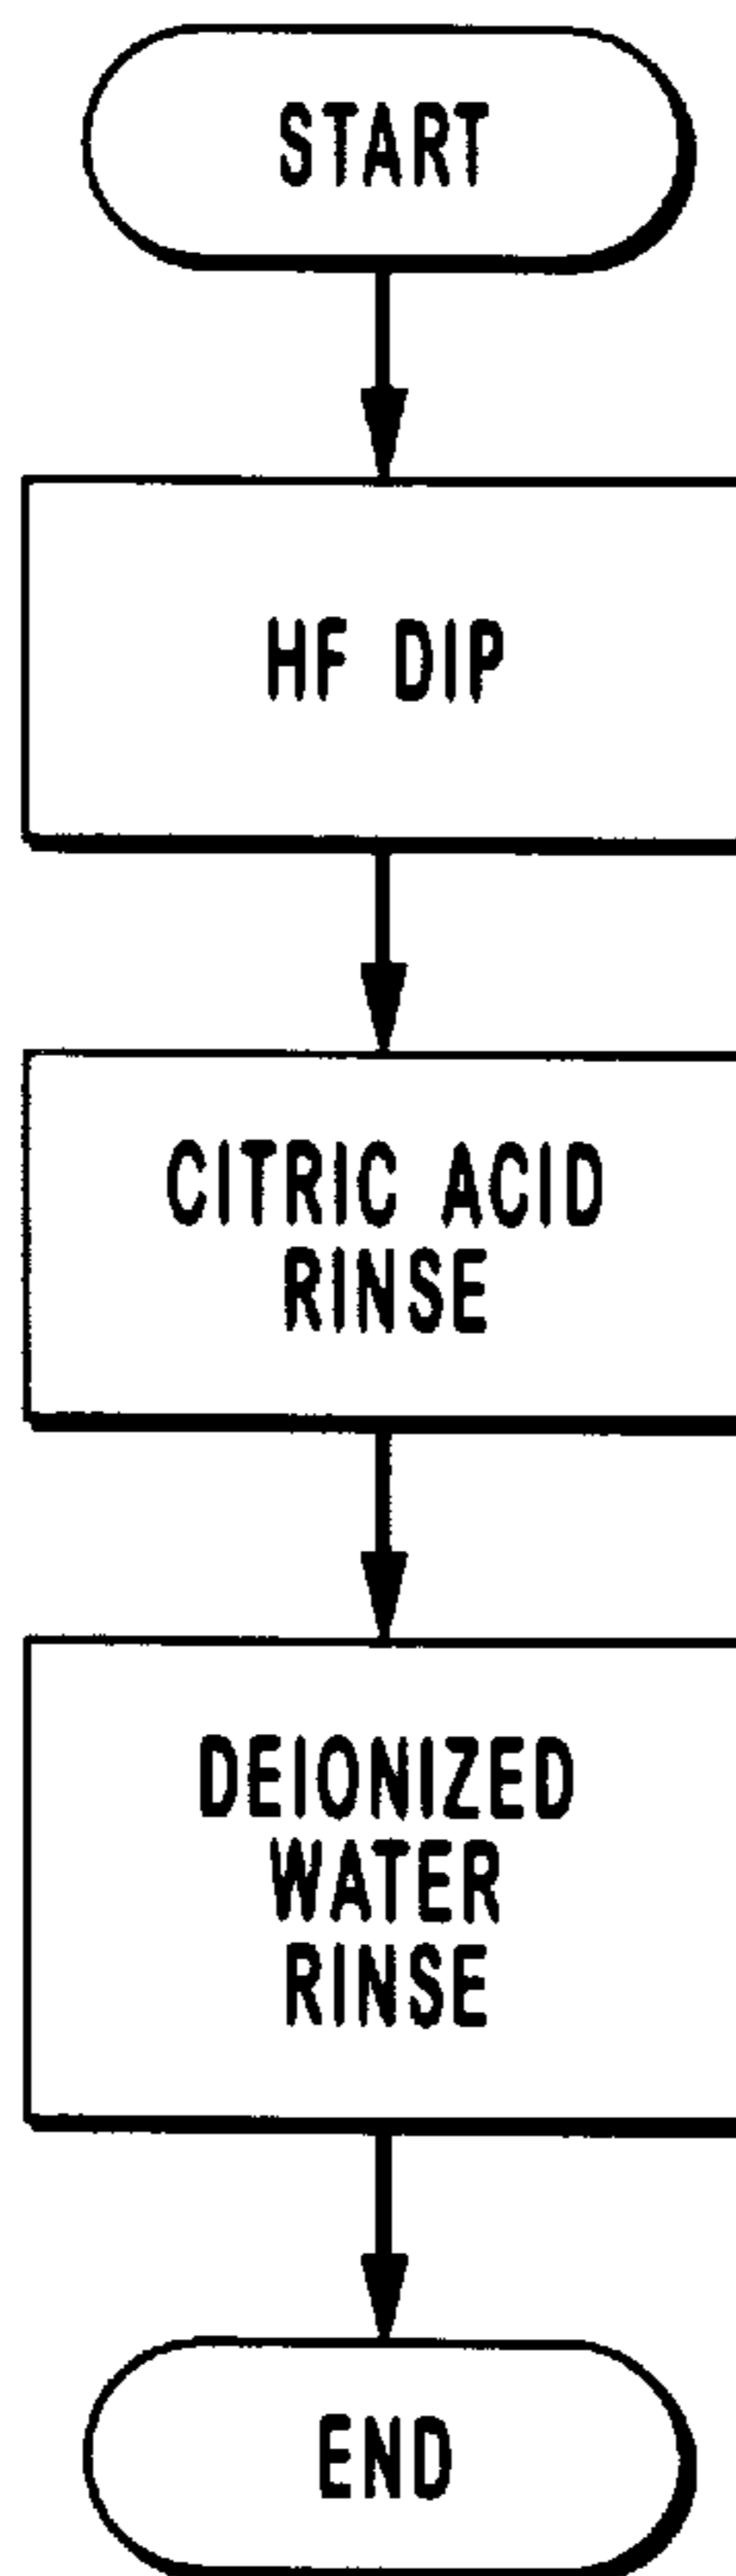 START
HF DIP
CITRIC ACID
RINSE
DEIONIZED
WATER
RINSE
END